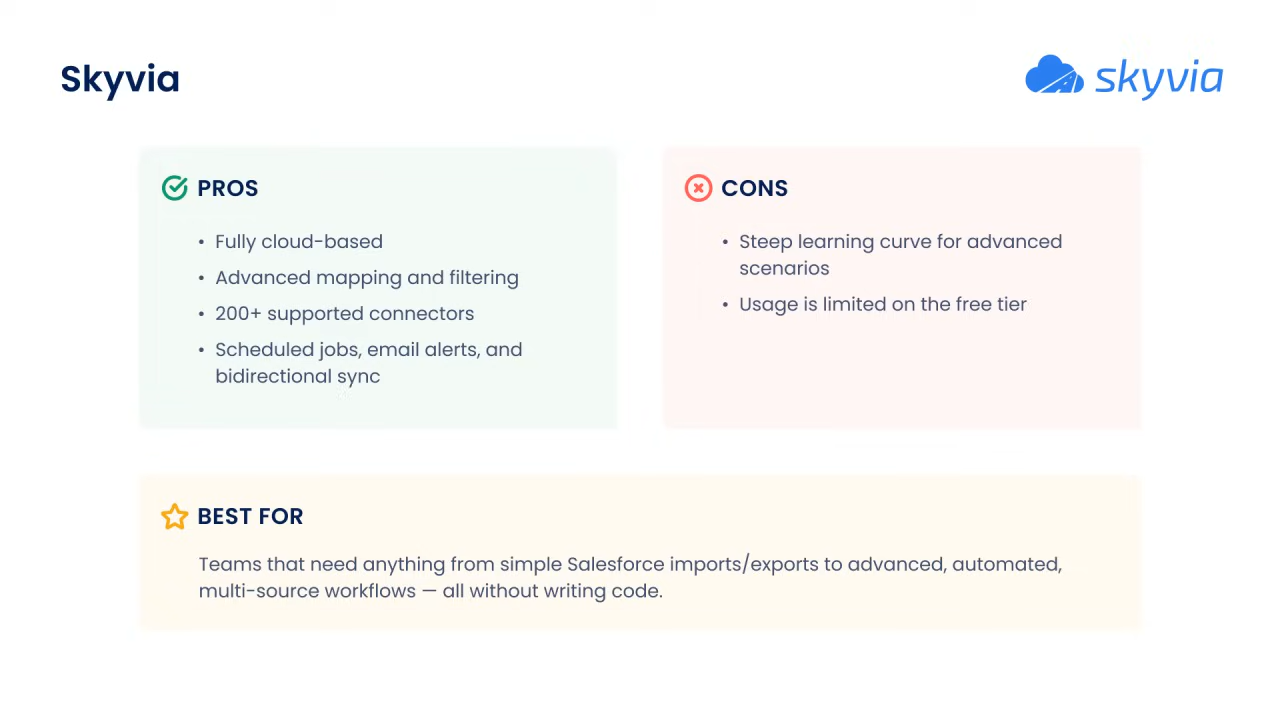 Skyvia
skyvia
PROS
• Fully cloud-based
• Advanced mapping and filtering
• 200+ supported connectors
• Scheduled jobs, email alerts, and
bidirectional sync
CONS
• Steep learning curve for advanced
scenarios
• Usage is limited on the free tier
BEST FOR
Teams that need anything from simple Salesforce imports/exports to advanced, automated,
multi-source workflows — all without writing code.